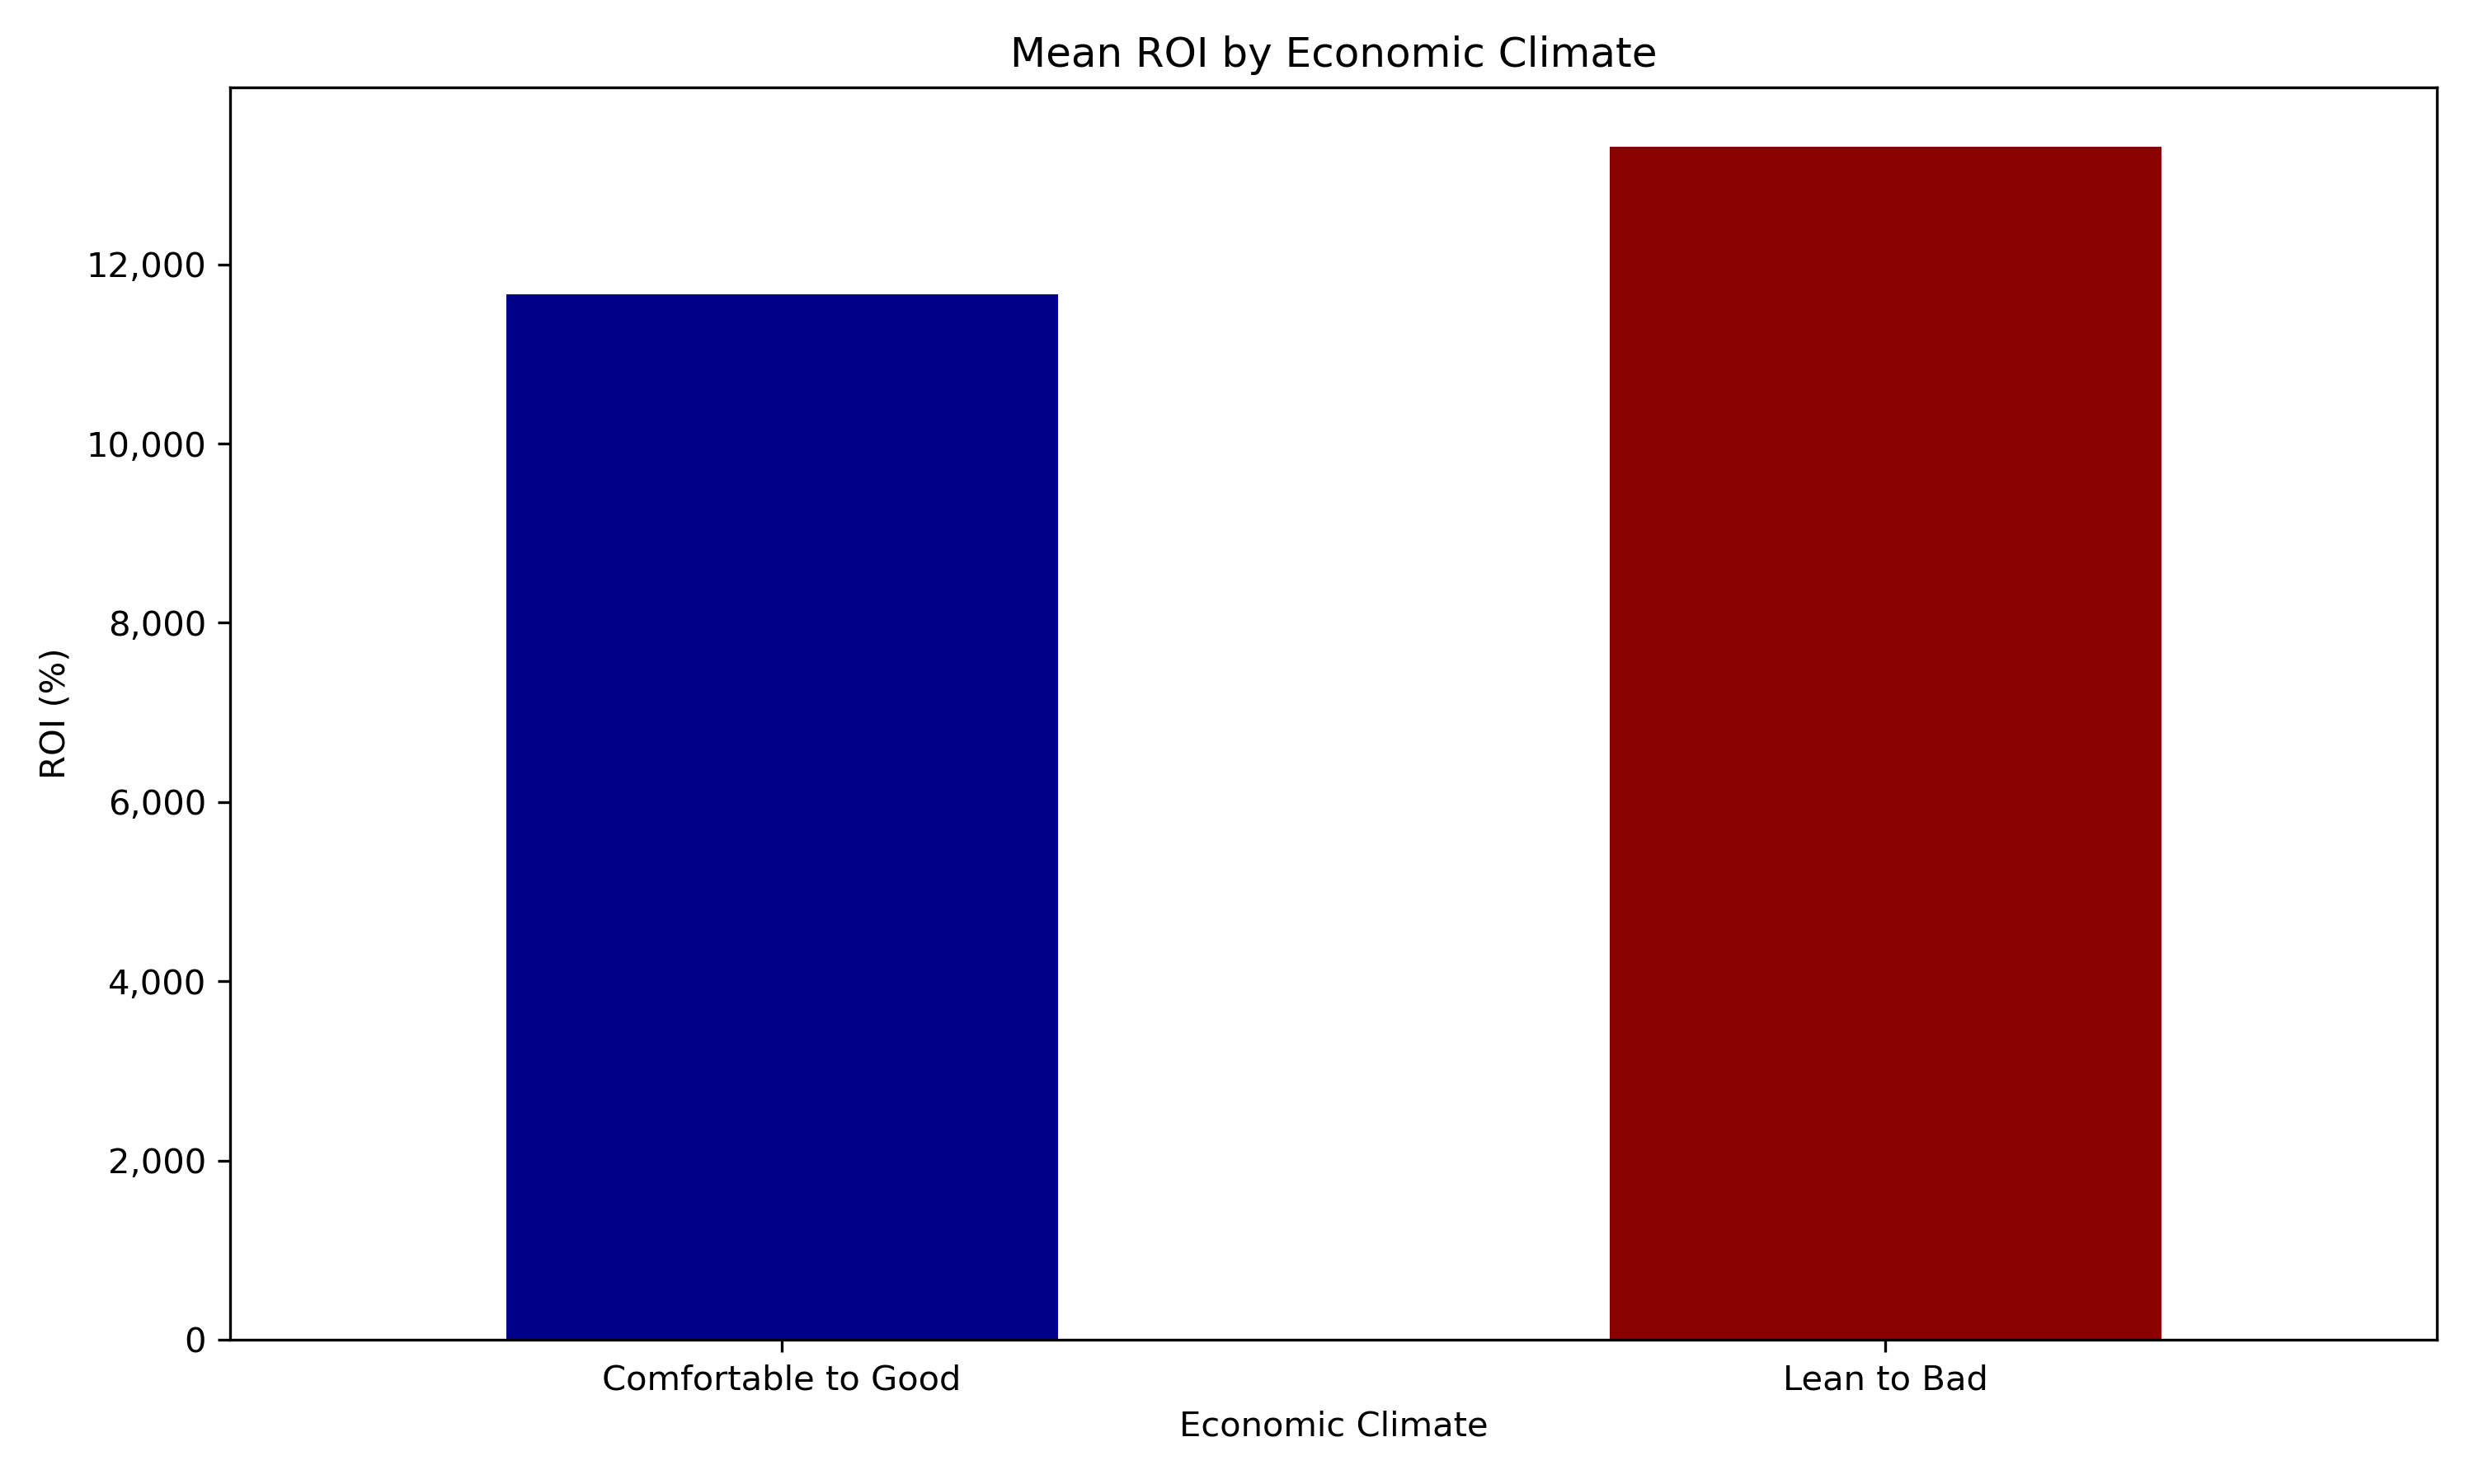 Mean ROI by Economic Climate
ROI (%)
12,000
10,000
8,000
6,000
4,000
2,000
0
Comfortable to Good
Lean to Bad
Economic Climate